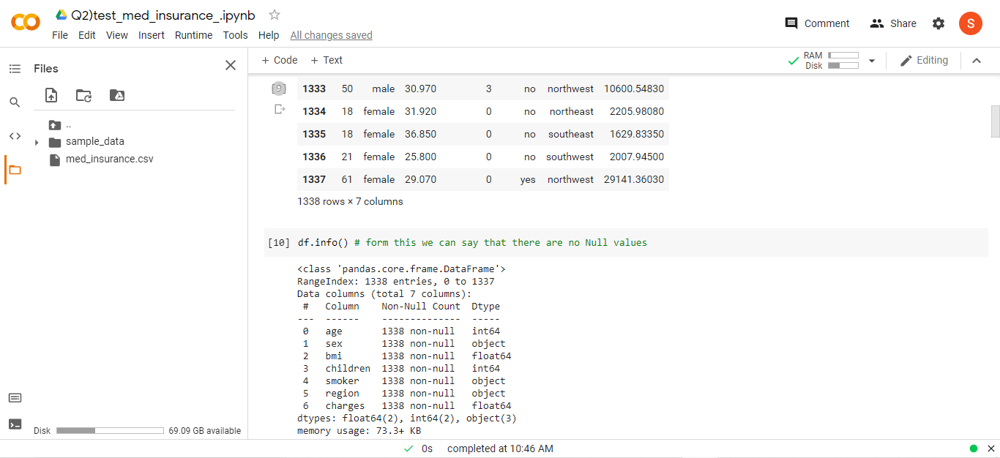 Q2)test_med_insurance_.ipynb
File Edit View Insert Runtime Tools Help All changes saved
Comment Share S
Files
+ Code + Text
RAM
Disk
Editing
..
sample_data
med_insurance.csv
Disk 69.09 GB available
[9]
1333 50 male 30.970 3 no northwest 10600.54830
1334 18 female 31.920 0 no northeast 2205.98080
1335 18 female 36.850 0 no southeast 1629.83350
1336 21 female 25.800 0 no southwest 2007.94500
1337 61 female 29.070 0 yes northwest 29141.36030
1338 rows × 7 columns
[10] df.info() # form this we can say that there are no Null values
<class 'pandas.core.frame.DataFrame'>
RangeIndex: 1338 entries, 0 to 1337
Data columns (total 7 columns):
 #   Column    Non-Null Count  Dtype
---  ------    --------------  -----
 0   age       1338 non-null   int64
 1   sex       1338 non-null   object
 2   bmi       1338 non-null   float64
 3   children  1338 non-null   int64
 4   smoker    1338 non-null   object
 5   region    1338 non-null   object
 6   charges   1338 non-null   float64
dtypes: float64(2), int64(2), object(3)
memory usage: 73.3+ KB
0s completed at 10:46 AM